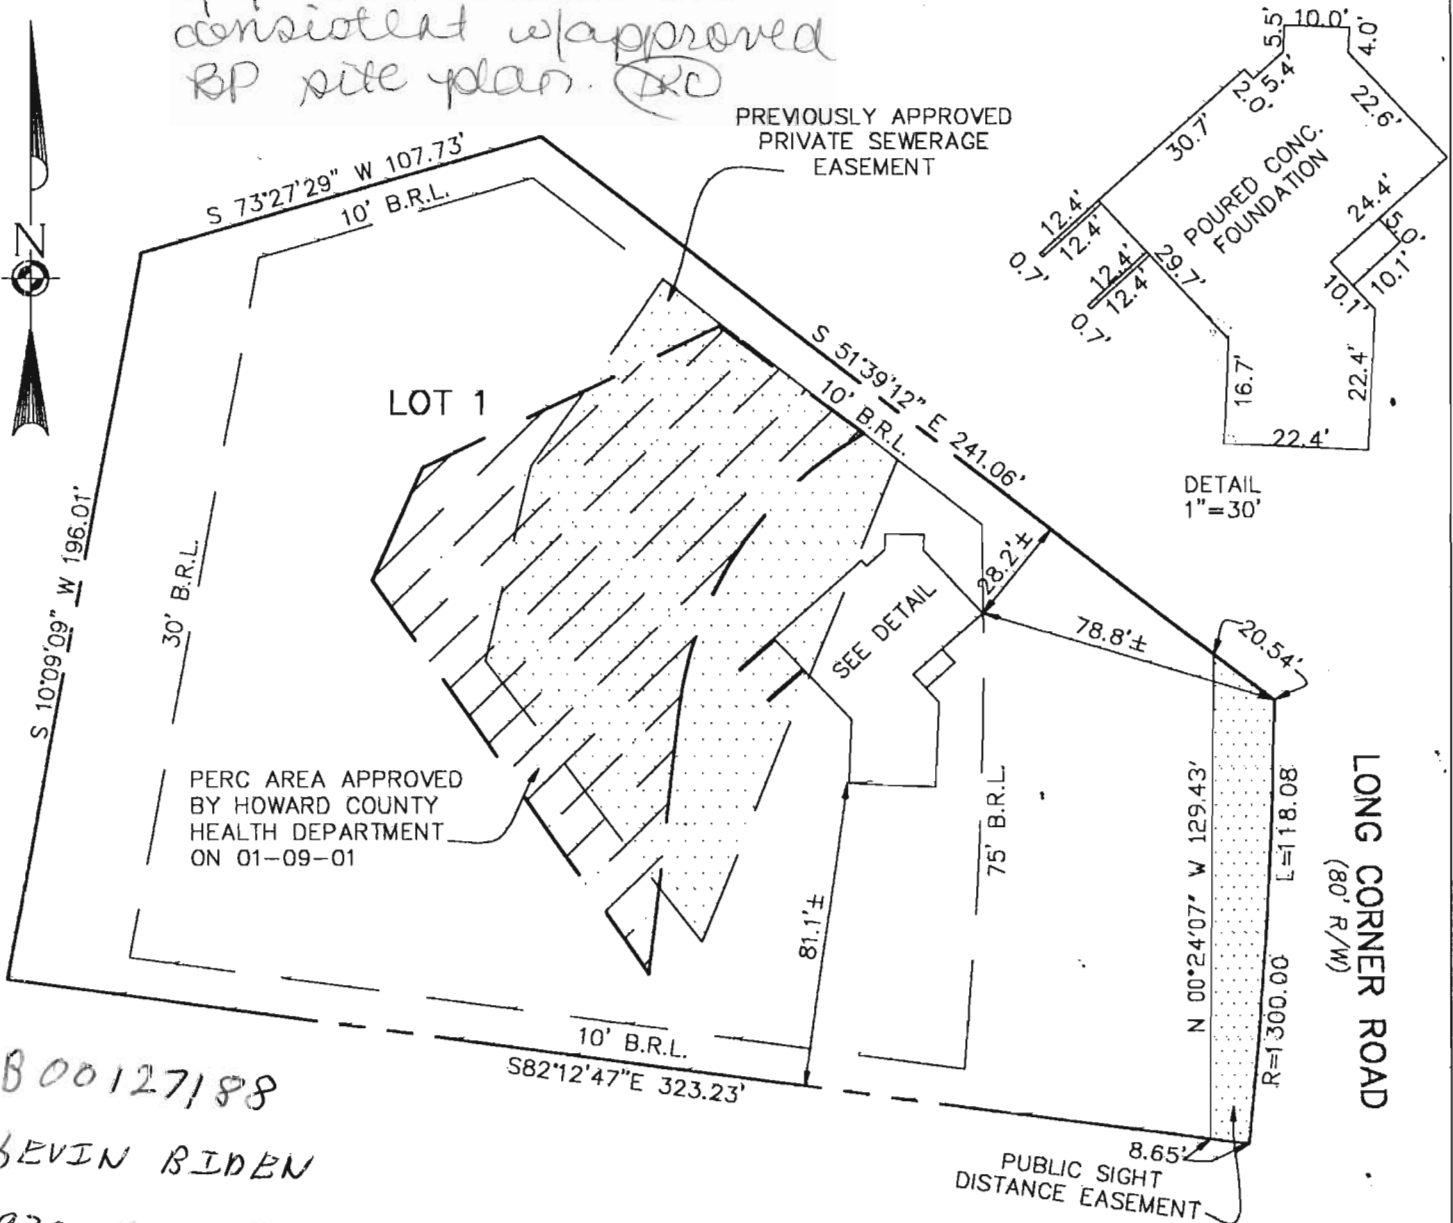 consistent w/approved
BP site plan. DKC
PREVIOUSLY APPROVED
PRIVATE SEWERAGE
EASEMENT
S 73°27'29" W 107.73'
10' B.R.L.
N
LOT 1
S 51°39'12" E 241.06'
10' B.R.L.
5.5'
10.0'
4.0'
5.4'
2.0'
22.6'
30.7'
POURED CONC.
FOUNDATION
24.4'
5.0'
10.1'
10.1'
12.4'
12.4'
0.7'
12.4'
12.4'
0.7'
29.7'
16.7'
22.4'
22.4'
DETAIL
1"=30'
S 10°09'09" W 196.01'
30' B.R.L.
28.2'±
SEE DETAIL
78.8'±
20.54'
PERC AREA APPROVED
BY HOWARD COUNTY
HEALTH DEPARTMENT
ON 01-09-01
81.1'±
75' B.R.L.
N 00°24'07" W 129.43'
L=118.08
R=1300.00
LONG CORNER ROAD
(80' R/W)
10' B.R.L.
S82°12'47"E 323.23'
8.65'
PUBLIC SIGHT
DISTANCE EASEMENT
B00127188
BEVIN BIDEN